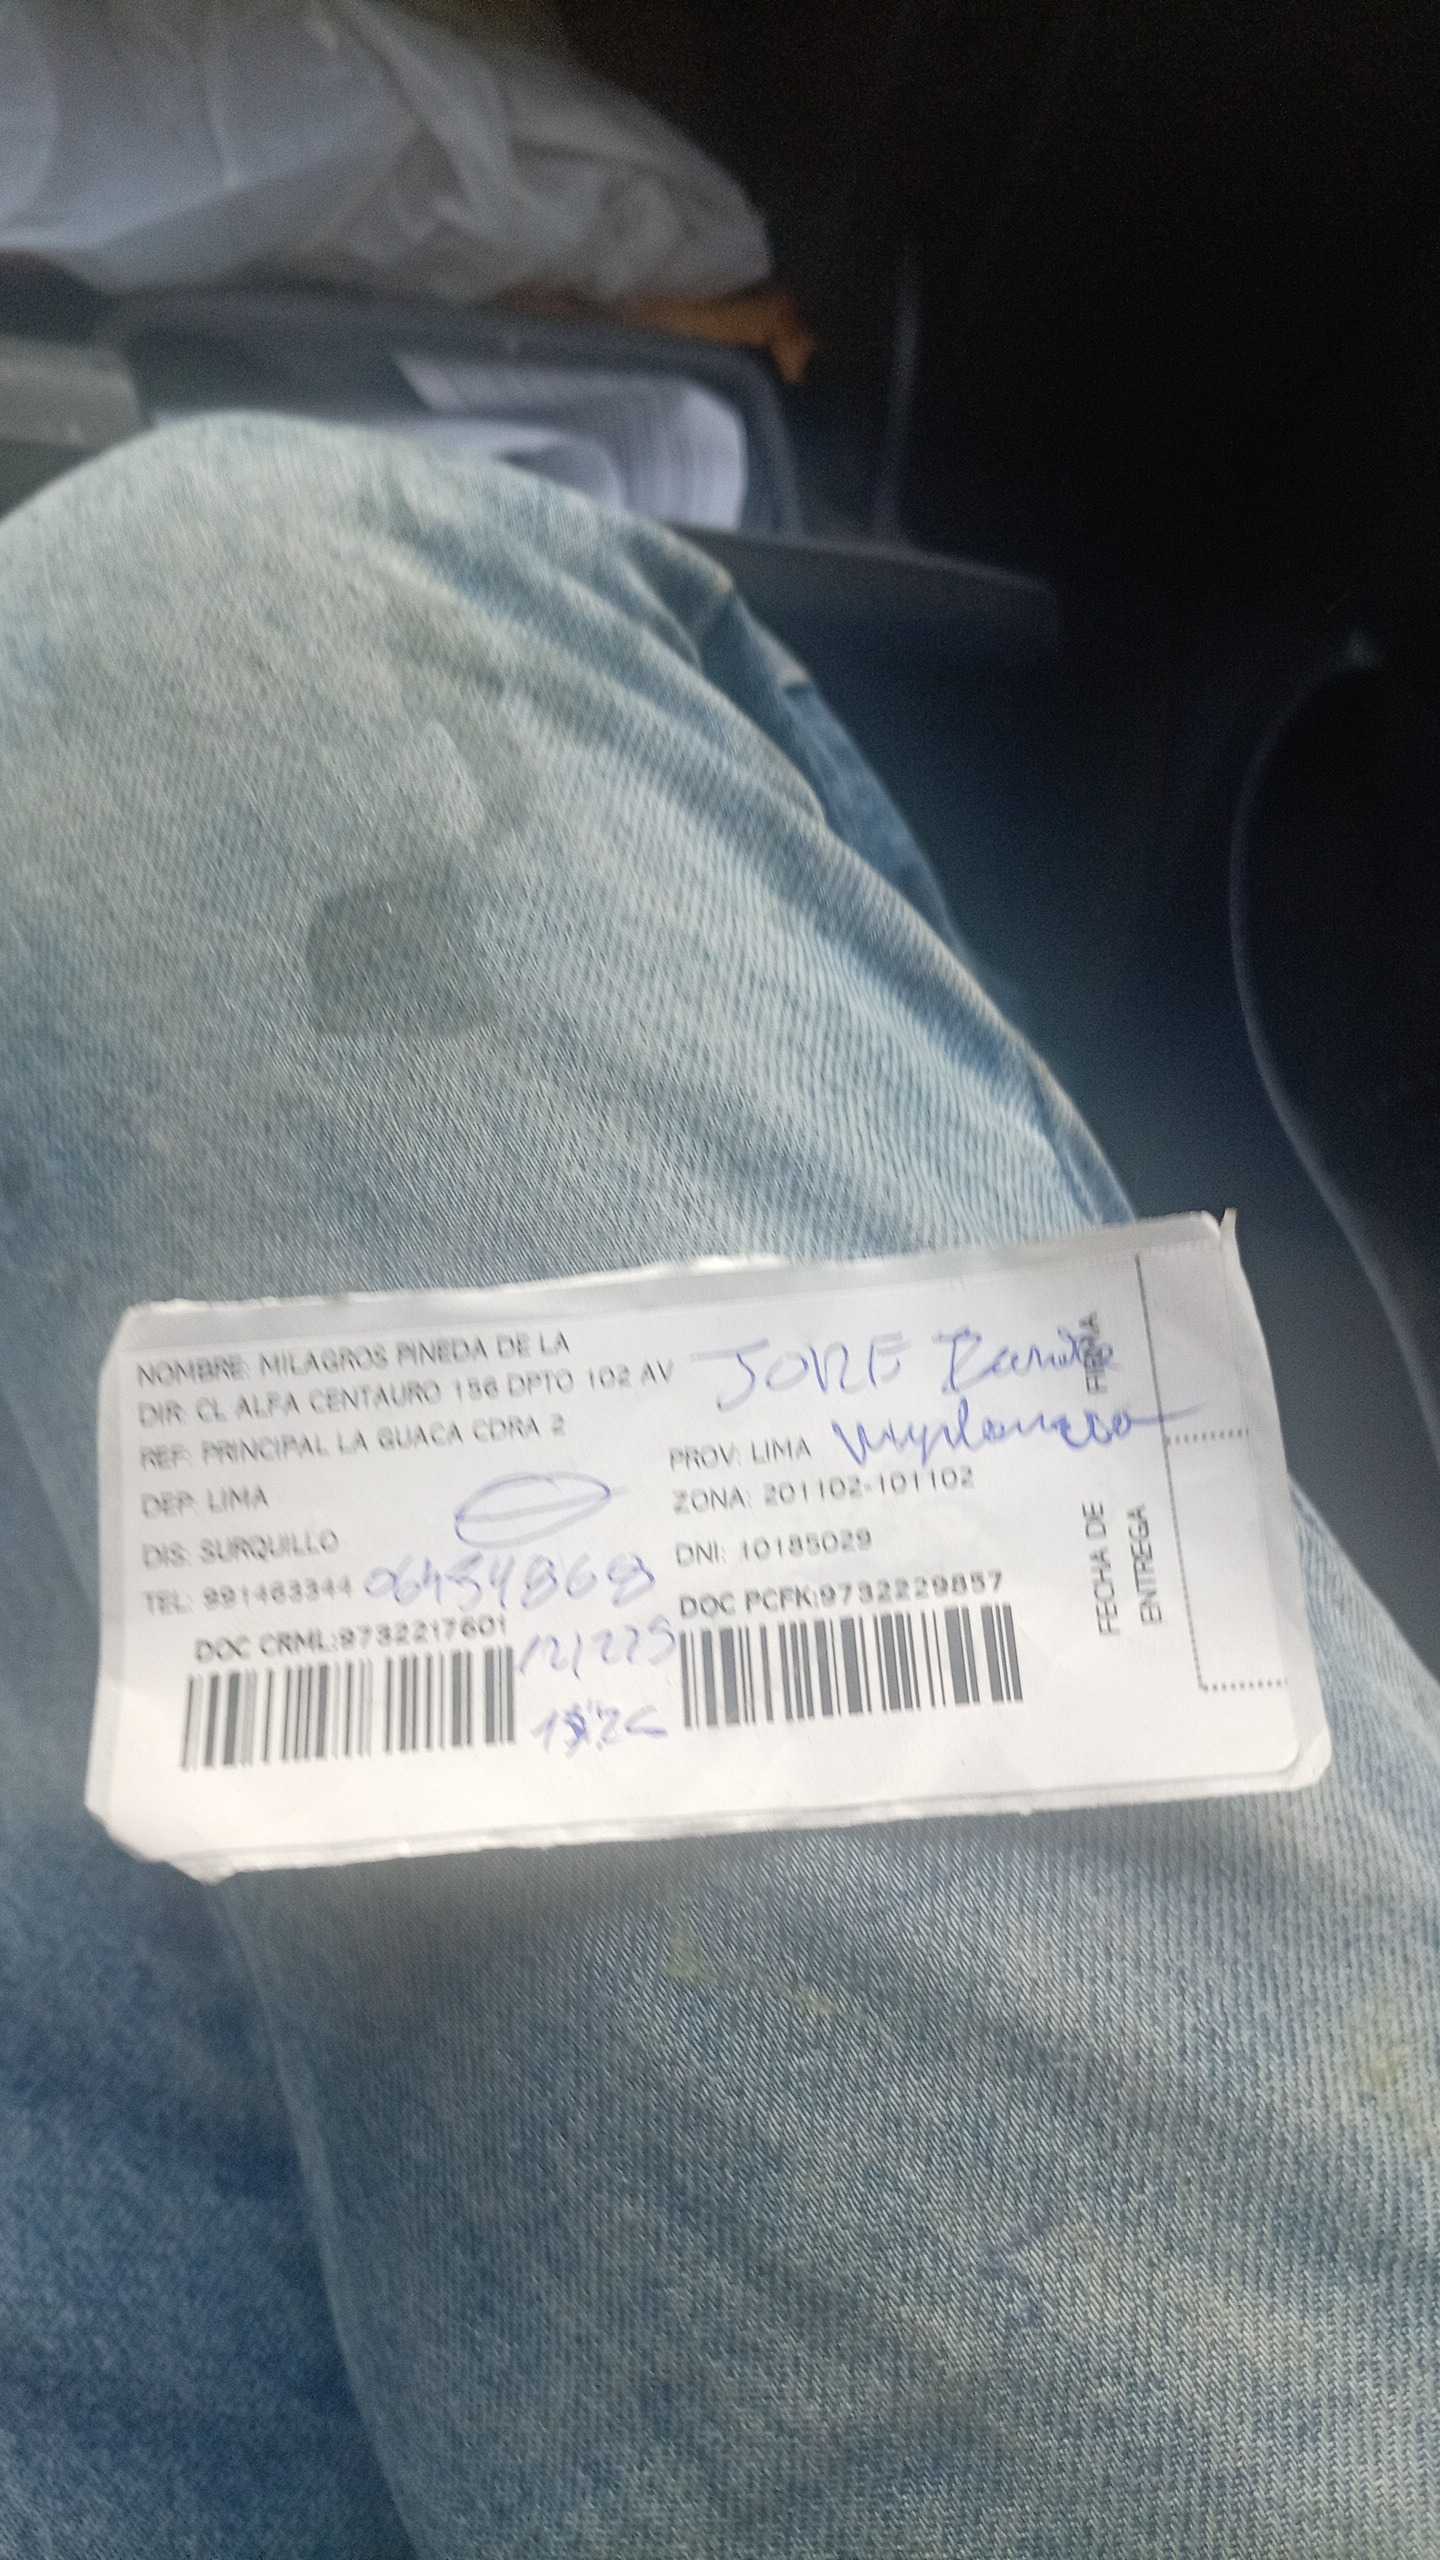 NOMBRE: MILAGROS PINEDA DE LA
DIR: CL ALFA CENTAURO 156 DPTO 102 AV
REF: PRINCIPAL LA GUACA CDRA 2
DEP: LIMA
PROV: LIMA
DIS: SURQUILLO
ZONA: 201102-101102
TEL: 991463344
DNI: 10185029
DOC CRML:9732217601
DOC PCFK:9732229857
JORE
06434868
FIRMA
FECHA DE
ENTREGA